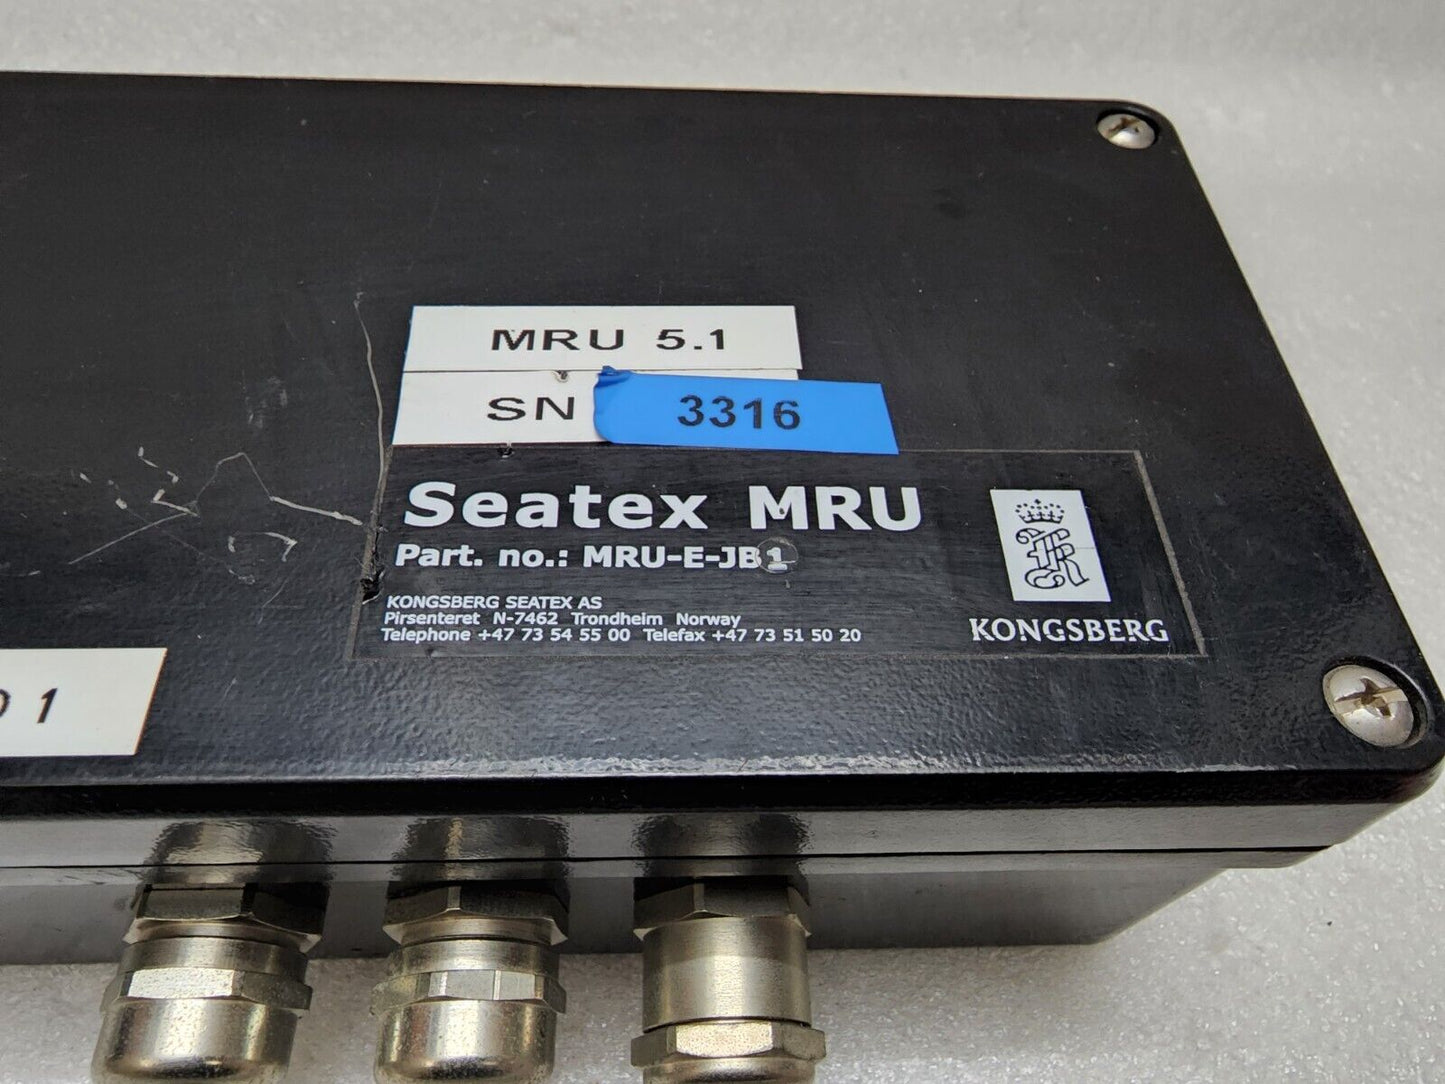 MRU 5.1
SN 3316
Seatex MRU
Part. no.: MRU-E-JB1
KONGSBERG SEATEX AS
Pirsenteret N-7462 Trondheim Norway
Telephone +47 73 54 55 00 Telefax +47 73 51 50 20
KONGSBERG
1